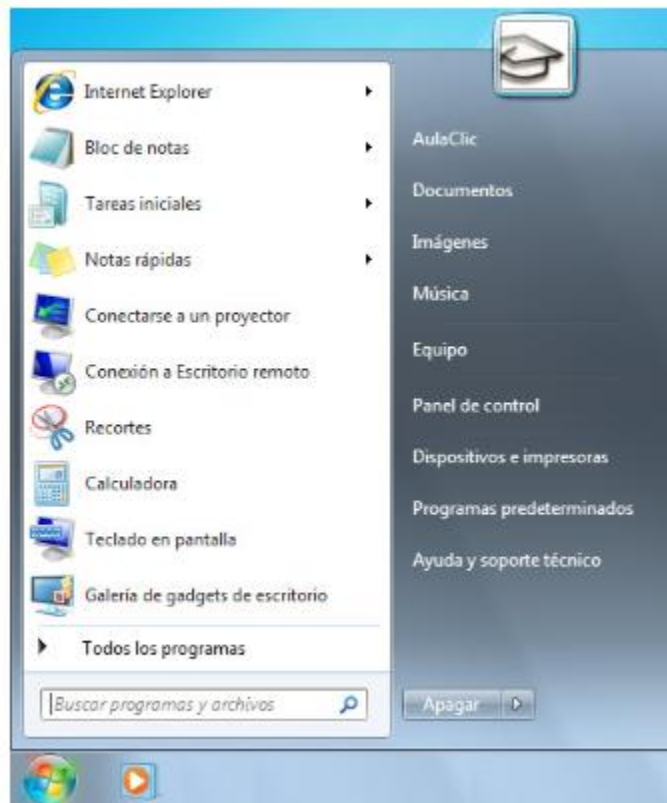 Internet Explorer
Bloc de notas
Tareas iniciales
Notas rápidas
Conectarse a un proyector
Conexión a Escritorio remoto
Recortes
Calculadora
Teclado en pantalla
Galería de gadgets de escritorio
Todos los programas
Buscar programas y archivos
AulaClic
Documentos
Imágenes
Música
Equipo
Panel de control
Dispositivos e impresoras
Programas predeterminados
Ayuda y soporte técnico
Apagar